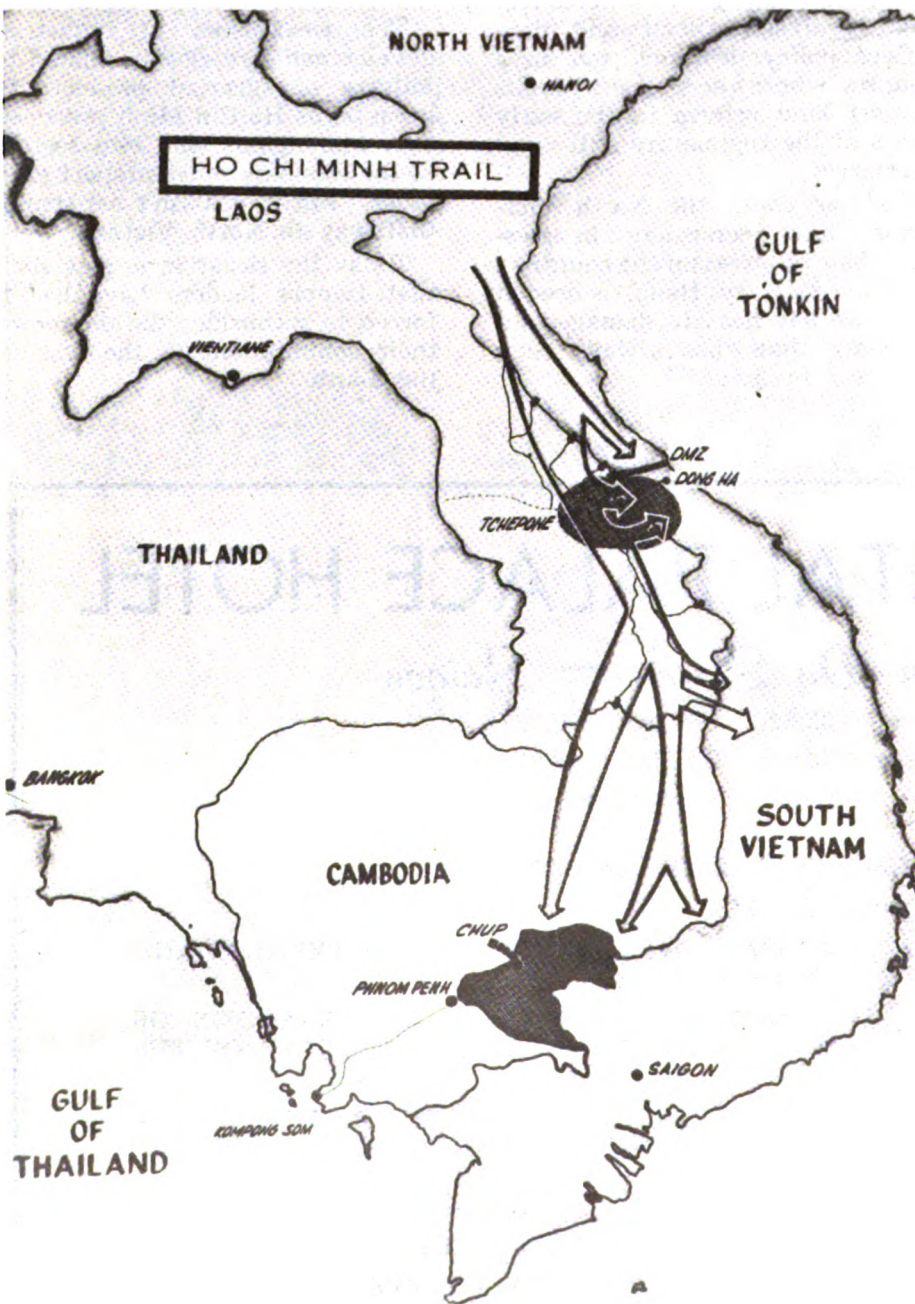 NORTH VIETNAM
HANOI
HO CHI MINH TRAIL
LAOS
GULF
OF
TONKIN
VIENTIANE
DMZ
DONG HA
TCHEPONE
THAILAND
BANGKOK
SOUTH
VIETNAM
CAMBODIA
CHUP
PHNOM PENH
SAIGON
GULF
OF
THAILAND
KOMPONG SOM